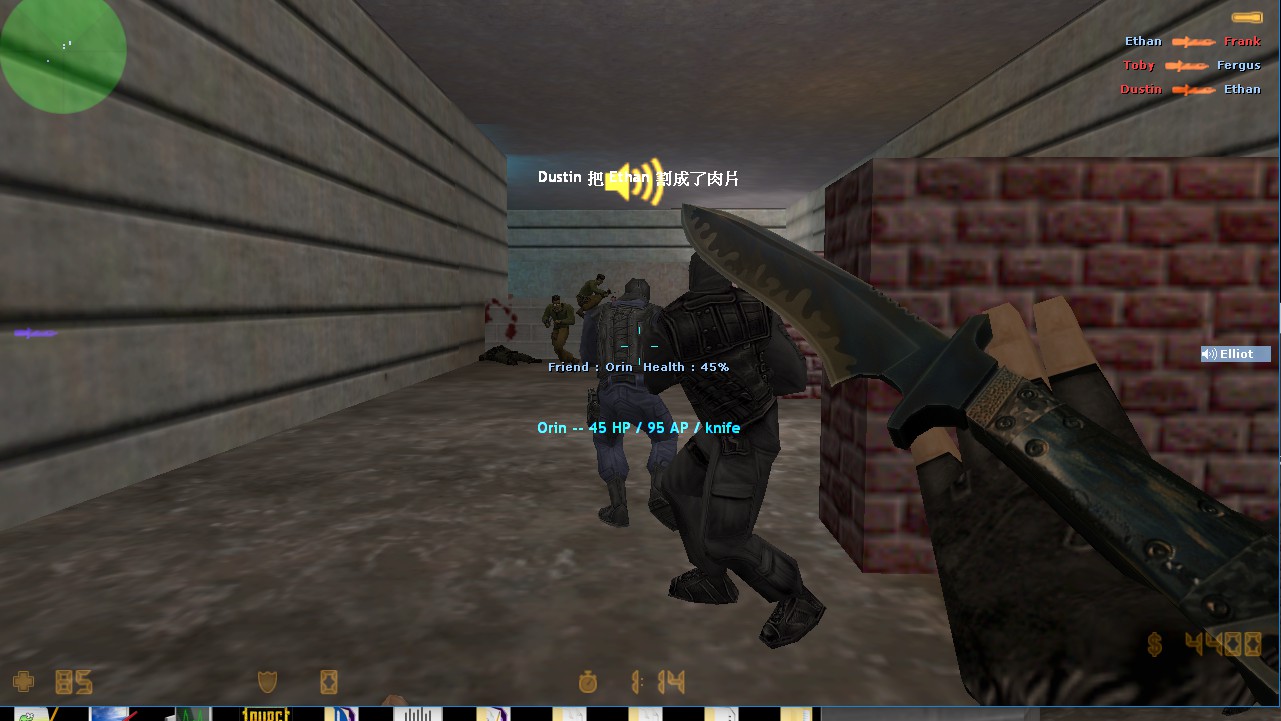 Ethan Frank
Toby Fergus
Dustin Ethan
Dustin 把 Ethan 割成了肉片
Elliot
Friend : Orin Health : 45%
Orin -- 45 HP / 95 AP / knife
$ 4400
85 0 1:14